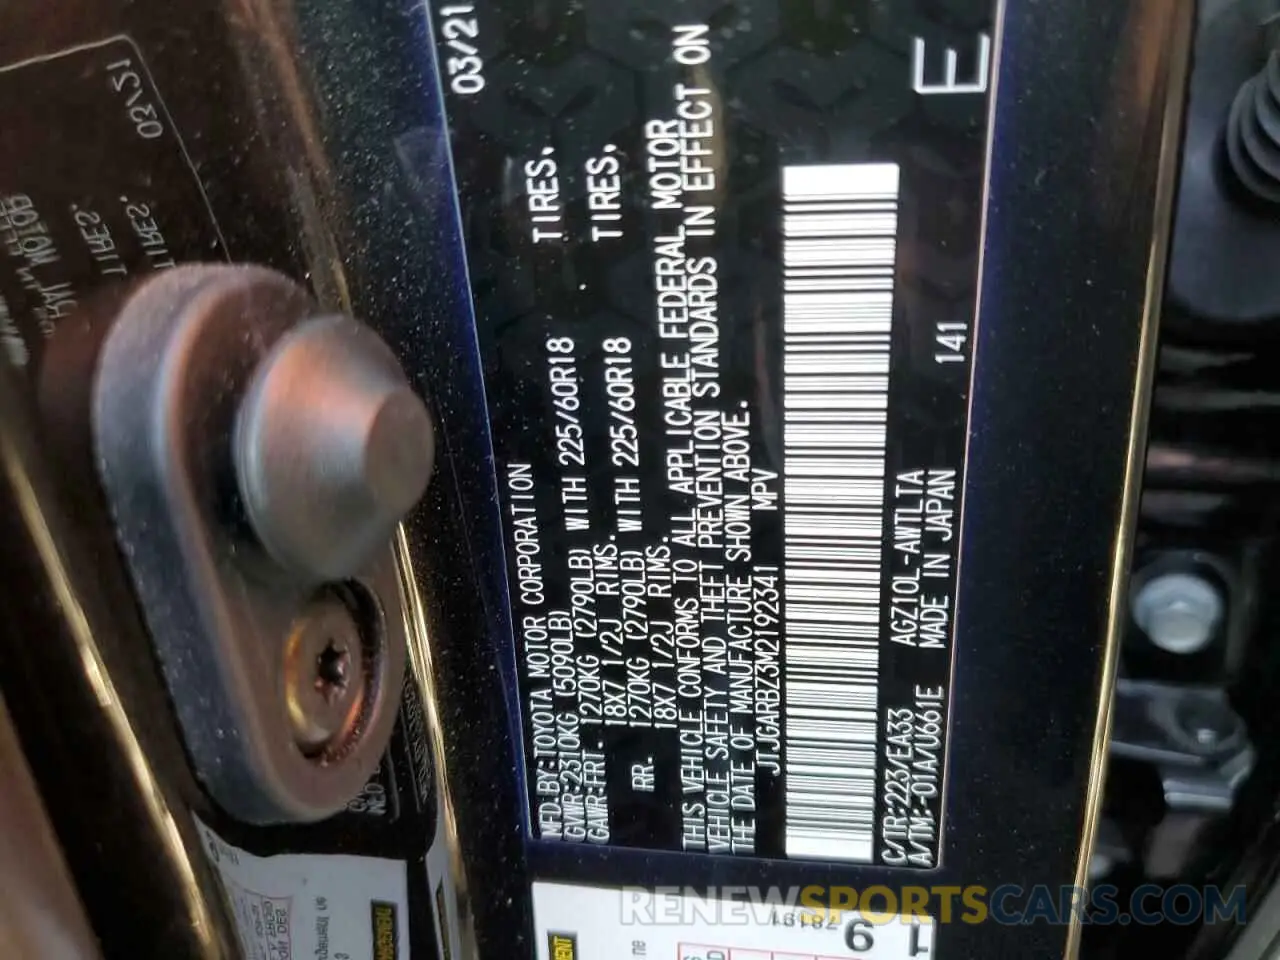 MFD. BY: TOYOTA MOTOR CORPORATION 03/21
GVWR: 2310KG (5090LB)
GAWR: FRT. 1270KG (2790LB) WITH 225/60R18 TIRES,
18X7 1/2J RIMS.
RR. 1270KG (2790LB) WITH 225/60R18 TIRES,
18X7 1/2J RIMS.
THIS VEHICLE CONFORMS TO ALL APPLICABLE FEDERAL MOTOR
VEHICLE SAFETY AND THEFT PREVENTION STANDARDS IN EFFECT ON
THE DATE OF MANUFACTURE SHOWN ABOVE.
JTJGARBZ3M2192341 MPV
C/TR: 223/EA33 AGZ10L-AWTLTA 141
A/TM: -01A/U661E MADE IN JAPAN E
RENEWSPORTSCARS.COM